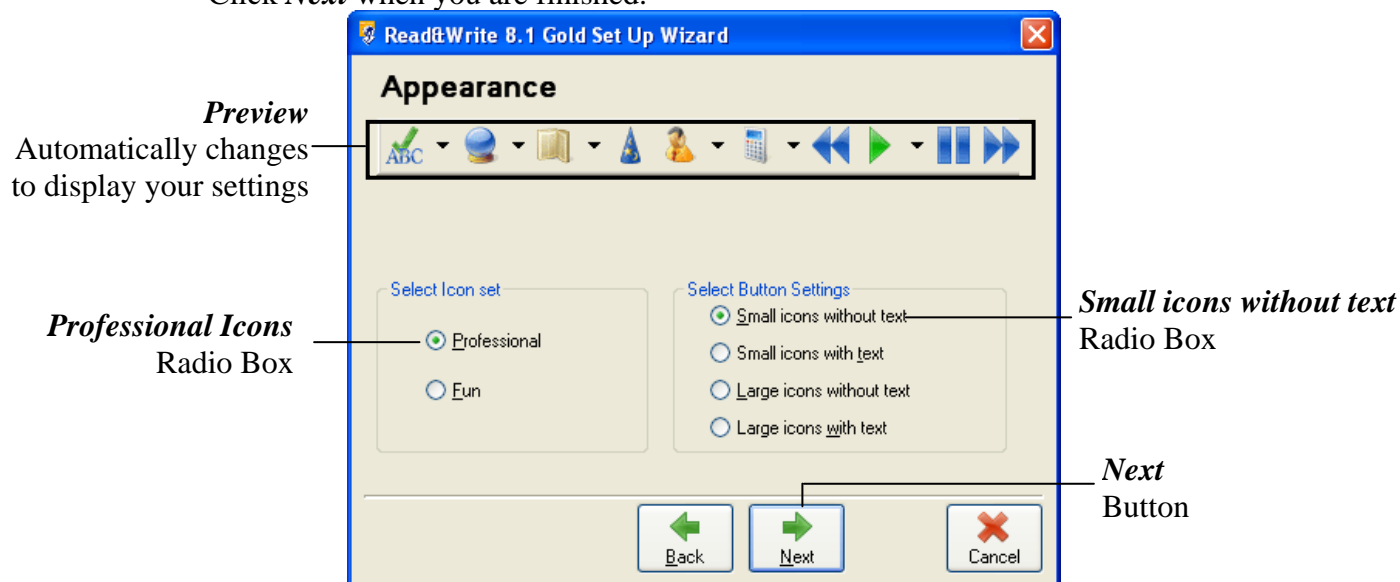 Click Next when you are finished.
Read&Write 8.1 Gold Set Up Wizard
Appearance
Preview
Automatically changes
to display your settings
ABC
Select Icon set
Professional
Fun
Professional Icons
Radio Box
Select Button Settings
Small icons without text
Small icons with text
Large icons without text
Large icons with text
Small icons without text
Radio Box
Next
Button
Back
Next
Cancel